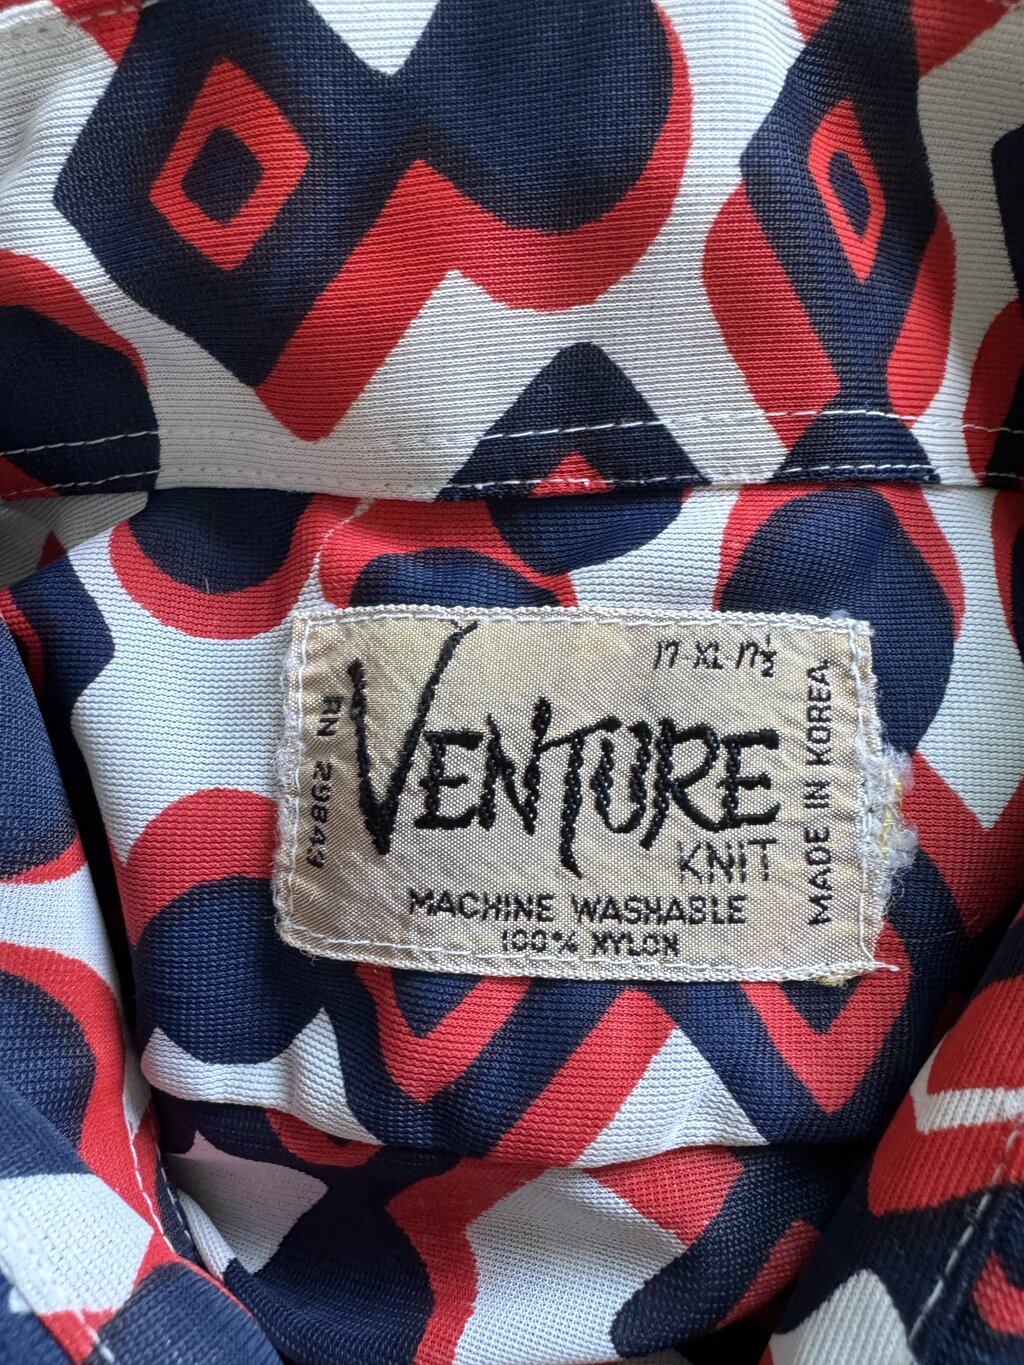 17 XL 17½
VENTURE
KNIT
MACHINE WASHABLE
100% NYLON
RN 29849
MADE IN KOREA